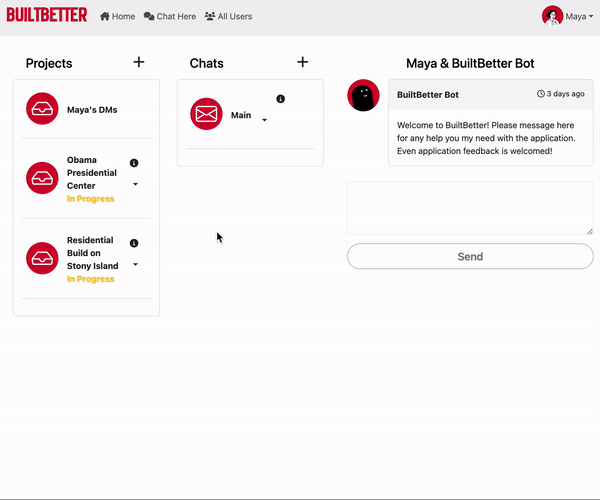 BUILTBETTER Home Chat Here All Users Maya
Projects
Maya's DMs
Obama
Presidential
Center
In Progress
Residential
Build on
Stony Island
In Progress
Chats
Main
Maya & BuiltBetter Bot
BuiltBetter Bot 3 days ago
Welcome to BuiltBetter! Please message here
for any help you my need with the application.
Even application feedback is welcomed!
Send